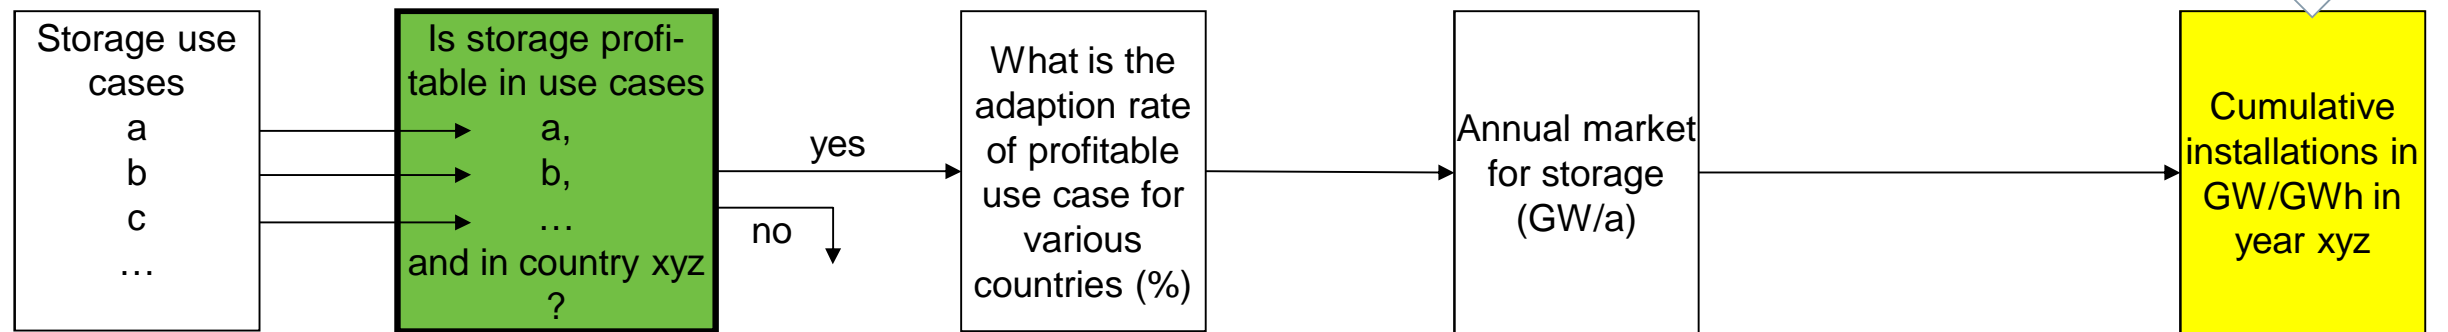 Storage use
cases
a
b
c
…
Is storage profi-
table in use cases
a,
b,
…
and in country xyz
?
yes
no
What is the
adaption rate
of profitable
use case for
various
countries (%)
Annual market
for storage
(GW/a)
Cumulative
installations in
GW/GWh in
year xyz